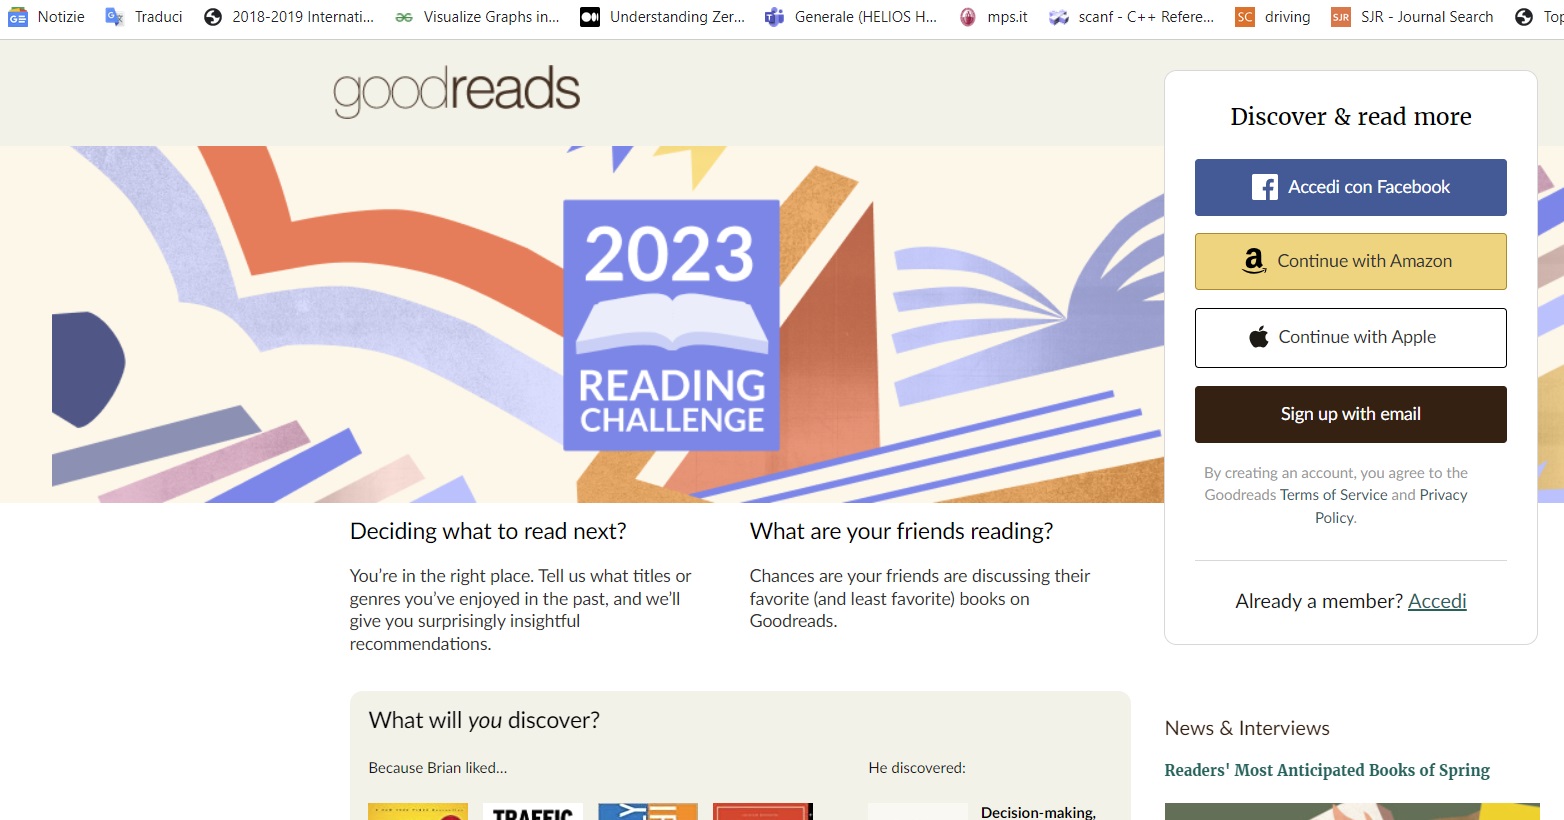 Notizie Traduci 2018-2019 Internati... Visualize Graphs in... Understanding Zer... Generale (HELIOS H... mps.it scanf - C++ Refere... SC driving SJR SJR - Journal Search Top
goodreads
Discover & read more
Accedi con Facebook
Continue with Amazon
Continue with Apple
Sign up with email
By creating an account, you agree to the
Goodreads Terms of Service and Privacy
Policy.
Already a member? Accedi
2023
READING
CHALLENGE
Deciding what to read next?
You're in the right place. Tell us what titles or
genres you've enjoyed in the past, and we'll
give you surprisingly insightful
recommendations.
What are your friends reading?
Chances are your friends are discussing their
favorite (and least favorite) books on
Goodreads.
What will you discover?
Because Brian liked...
He discovered:
TRAFFIC
Decision-making,
News & Interviews
Readers' Most Anticipated Books of Spring